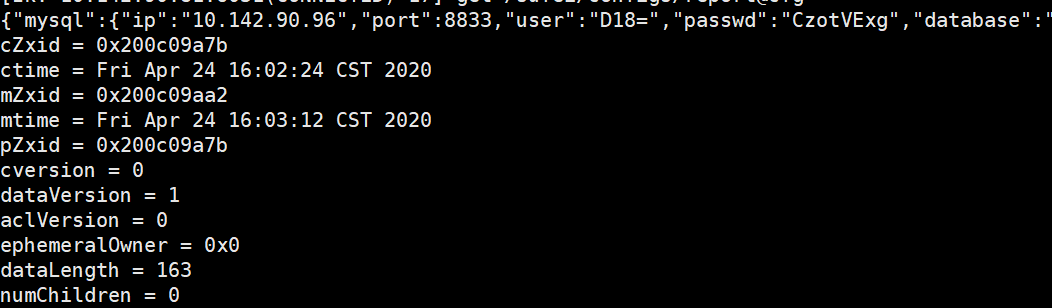 {"mysql":{"ip":"10.142.90.96","port":8833,"user":"D18=","passwd":"CzotVExg","database":"
cZxid = 0x200c09a7b
ctime = Fri Apr 24 16:02:24 CST 2020
mZxid = 0x200c09aa2
mtime = Fri Apr 24 16:03:12 CST 2020
pZxid = 0x200c09a7b
cversion = 0
dataVersion = 1
aclVersion = 0
ephemeralOwner = 0x0
dataLength = 163
numChildren = 0